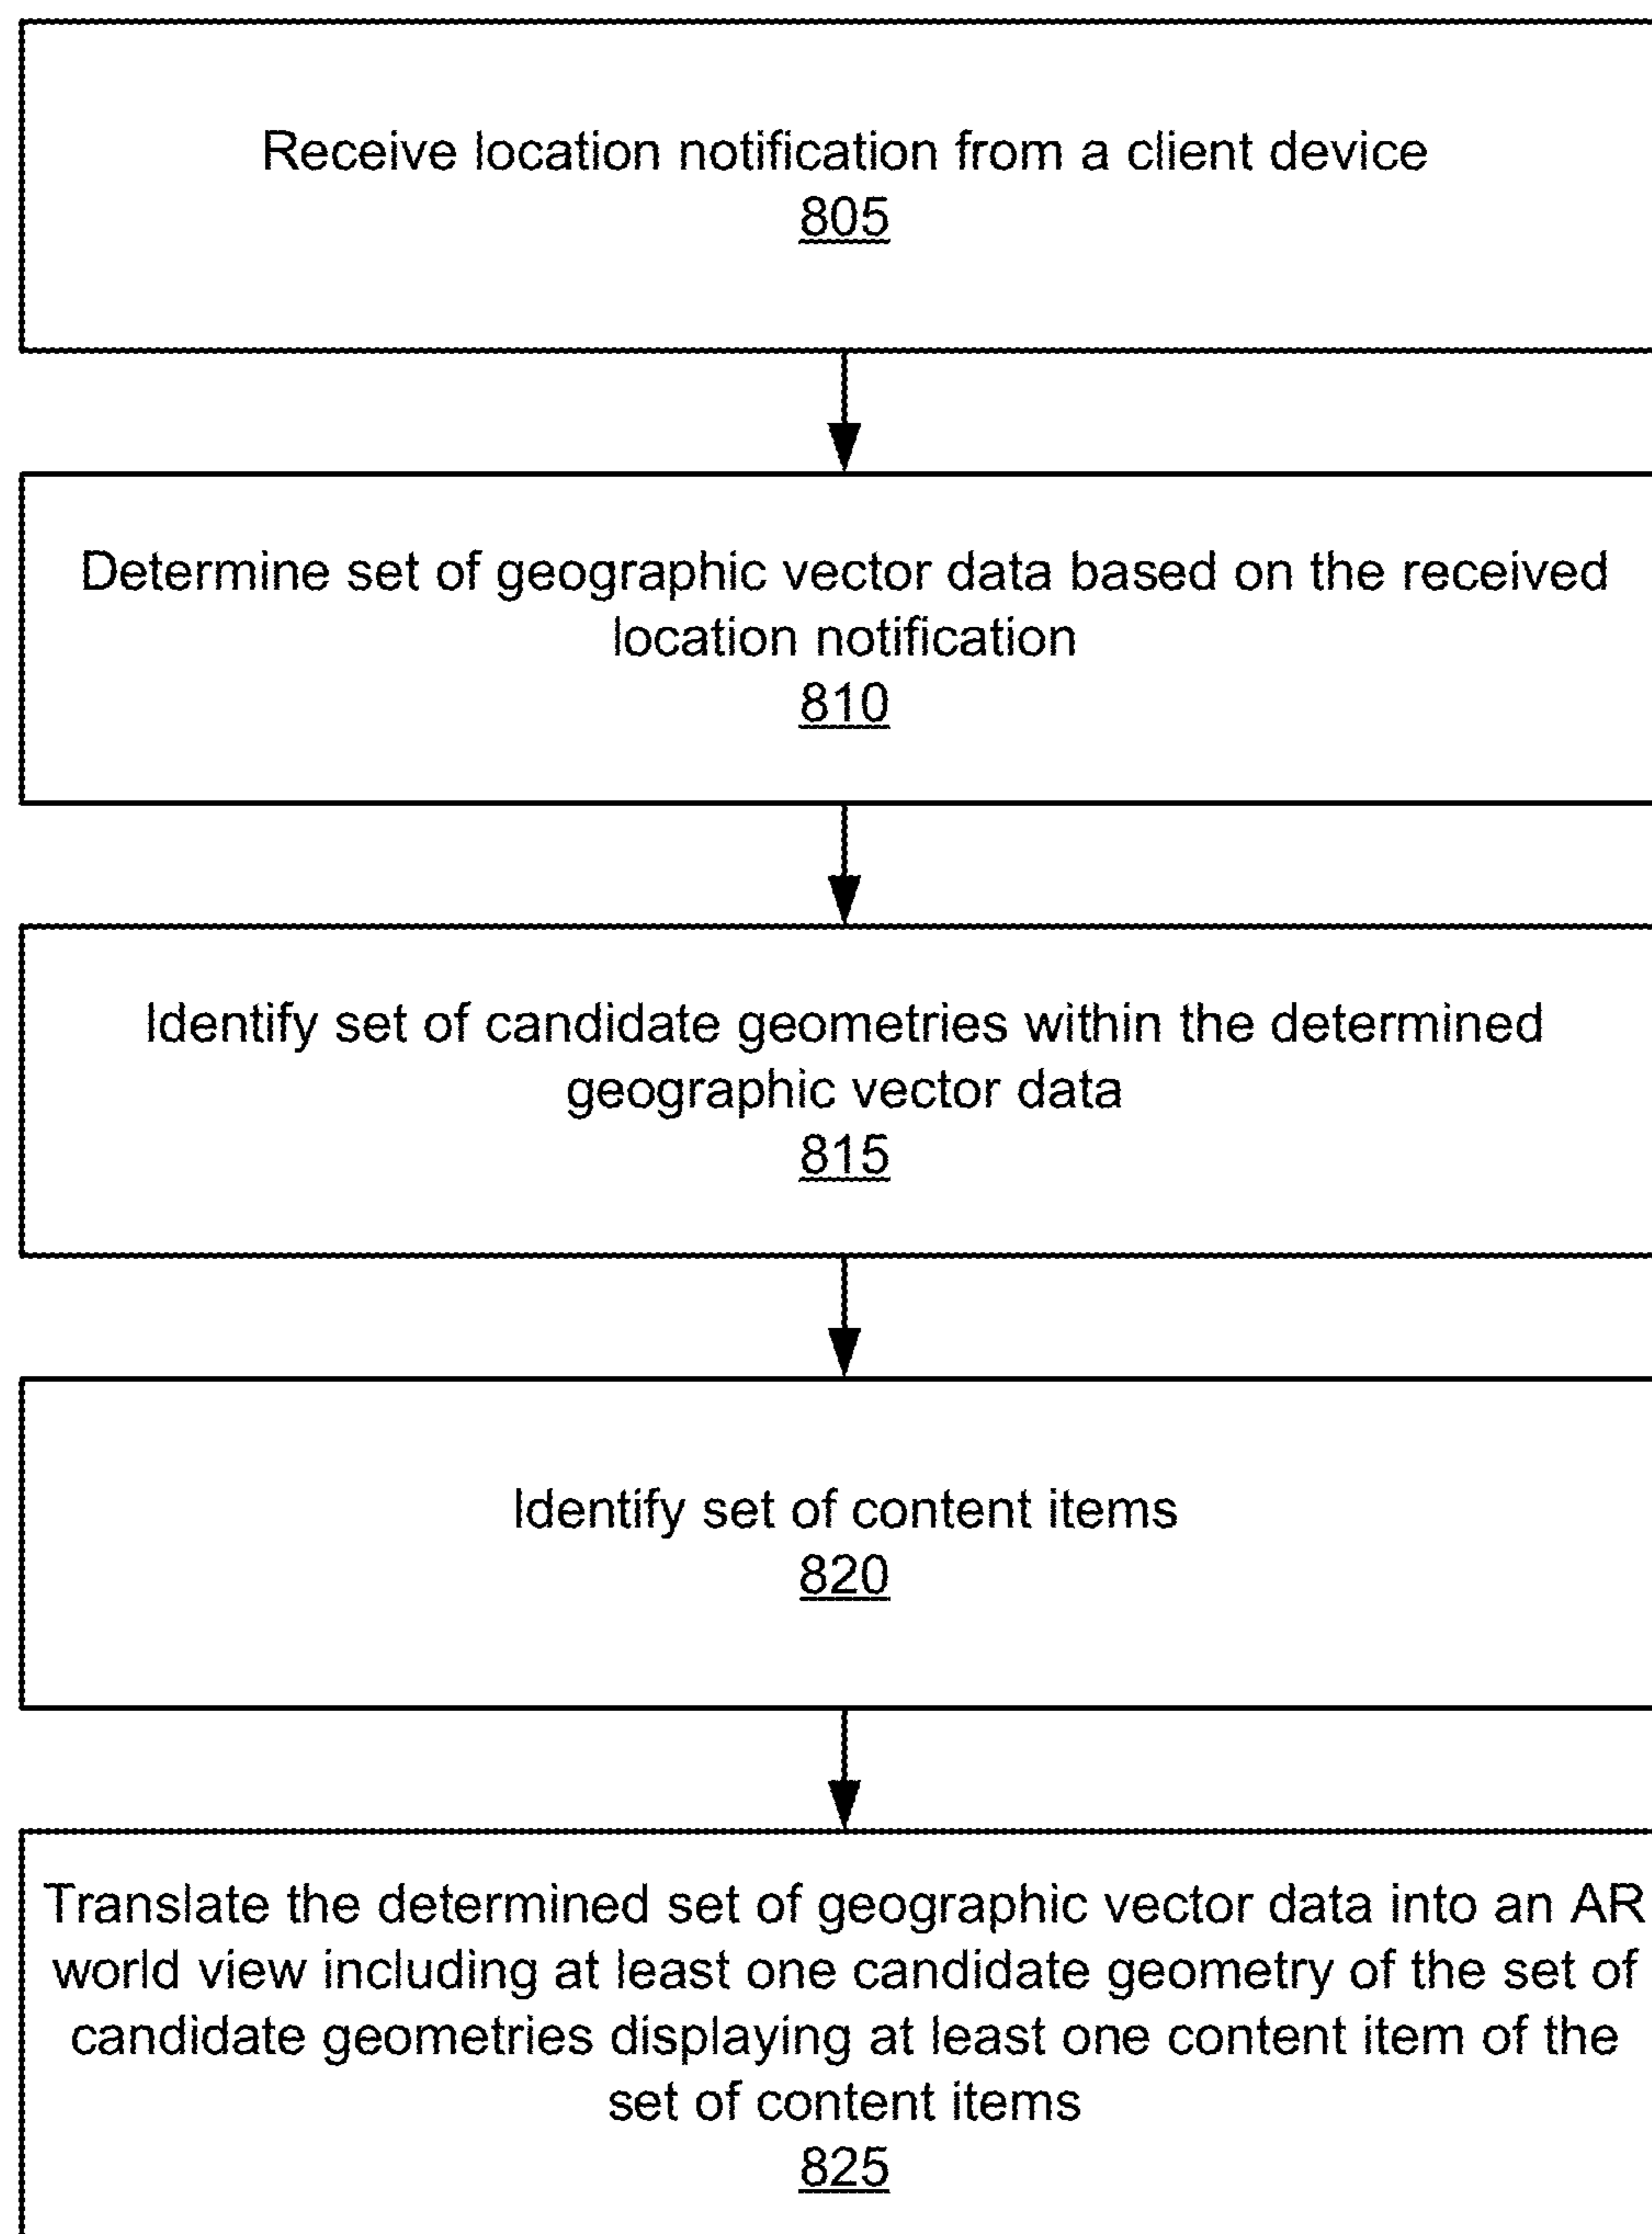 Receive location notification from a client device
805
Determine set of geographic vector data based on the received
location notification
810
Identify set of candidate geometries within the determined
geographic vector data
815
Identify set of content items
820
Translate the determined set of geographic vector data into an AR
world view including at least one candidate geometry of the set of
candidate geometries displaying at least one content item of the
set of content items
825